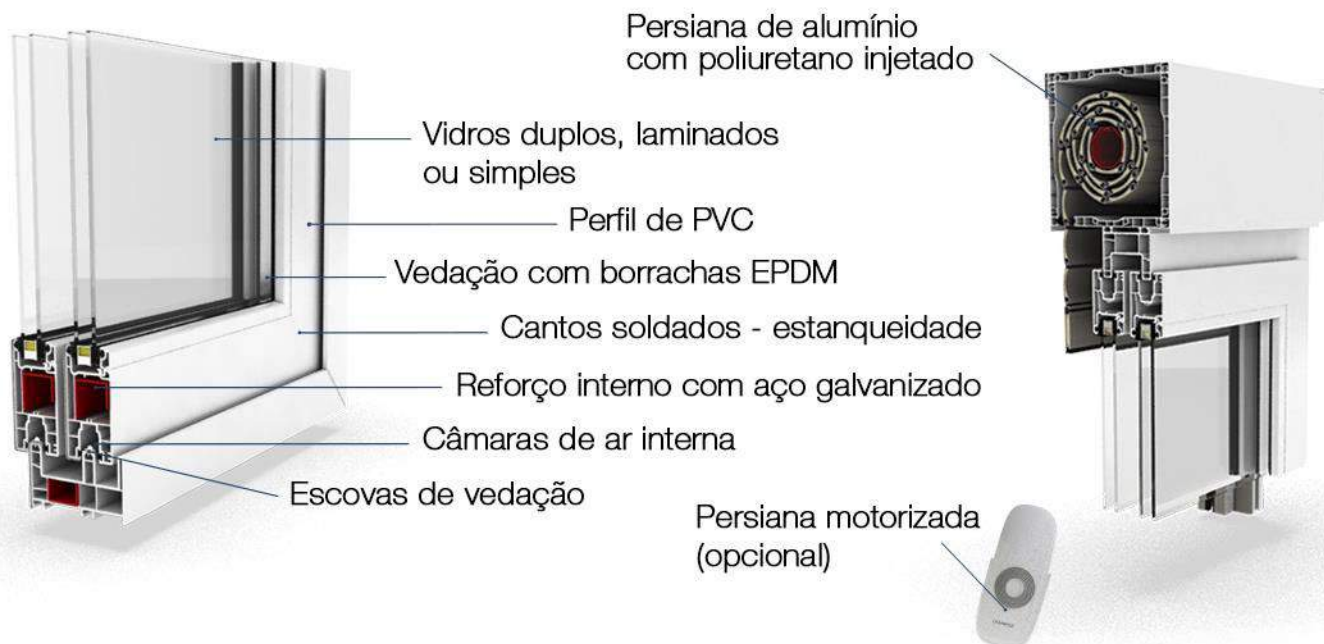 Persiana de alumínio
com poliuretano injetado
Vidros duplos, laminados
ou simples
Perfil de PVC
Vedação com borrachas EPDM
Cantos soldados - estanqueidade
Reforço interno com aço galvanizado
Câmaras de ar interna
Escovas de vedação
Persiana motorizada
(opcional)